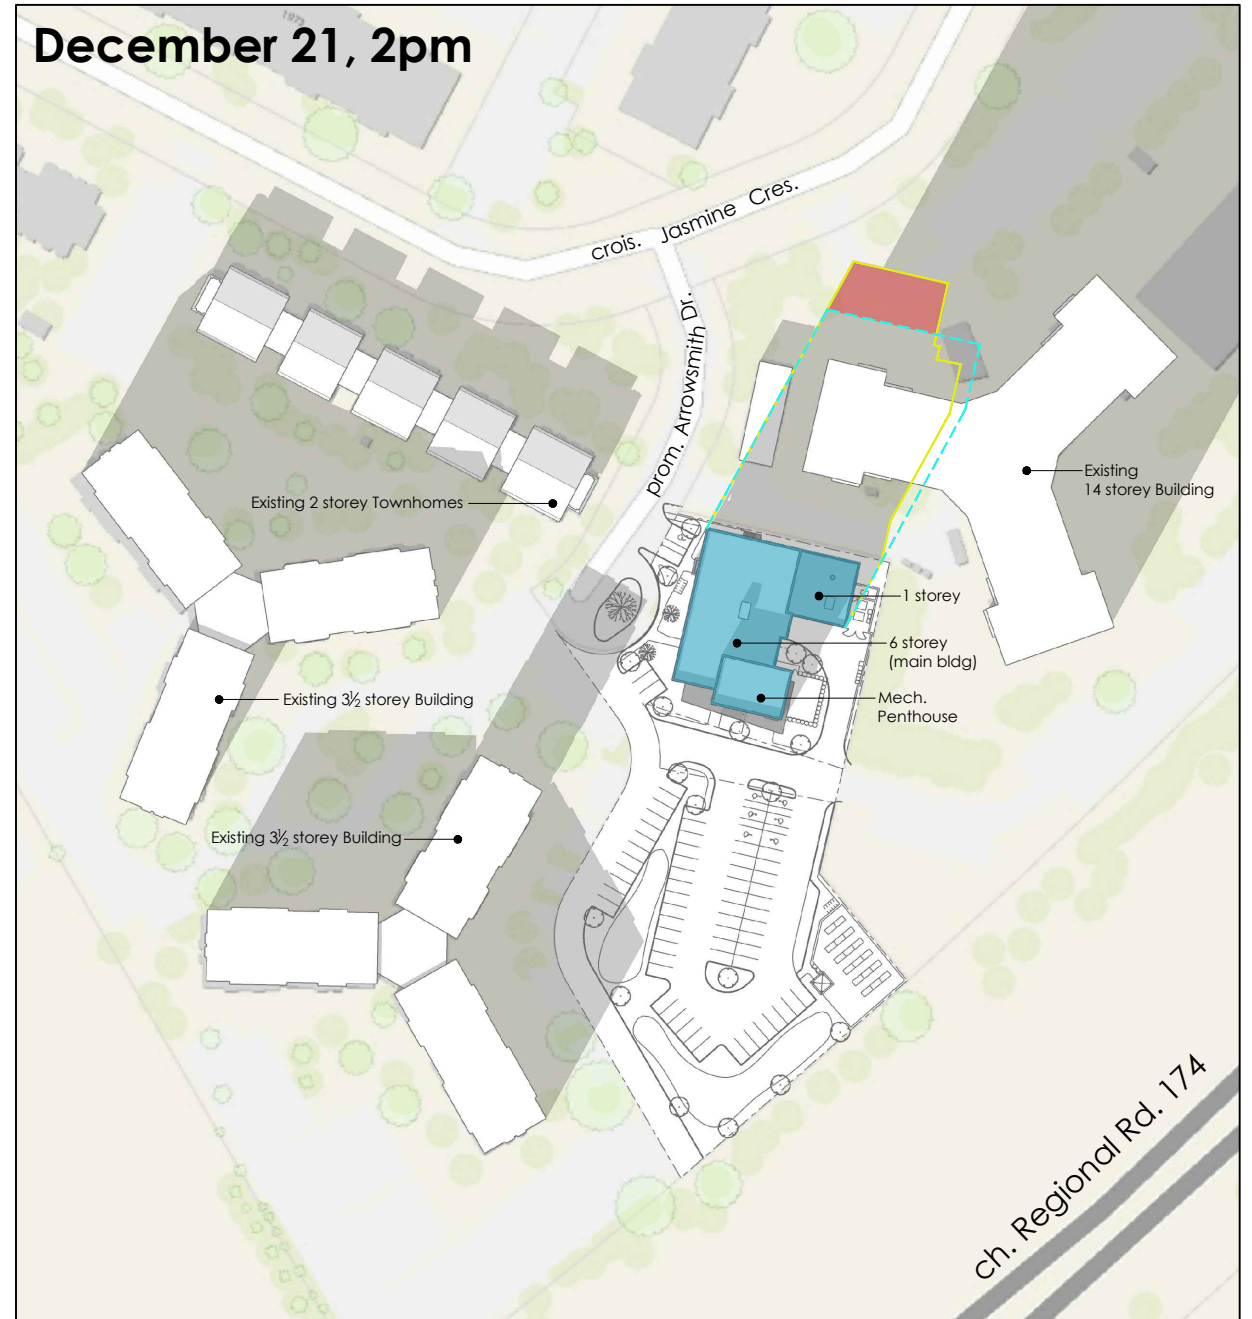 December 21, 2pm
1973
crois. Jasmine Cres.
prom. Arrowsmith Dr.
Existing 2 storey Townhomes
Existing
14 storey Building
1 storey
6 storey
(main bldg)
Mech.
Penthouse
Existing 3½ storey Building
Existing 3½ storey Building
ch. Regional Rd. 174